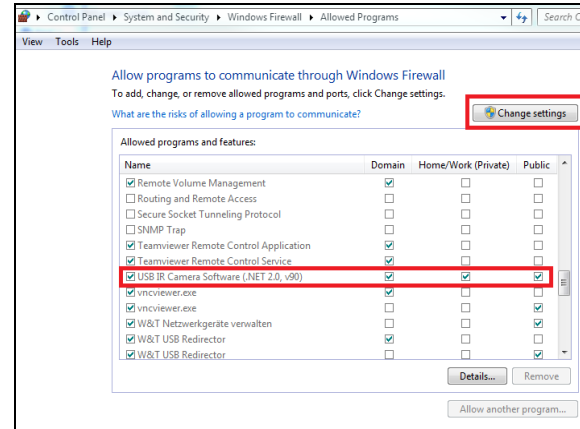 Control Panel ▸ System and Security ▸ Windows Firewall ▸ Allowed Programs Search
View Tools Help
Allow programs to communicate through Windows Firewall
To add, change, or remove allowed programs and ports, click Change settings.
What are the risks of allowing a program to communicate? Change settings
Allowed programs and features:
Name Domain Home/Work (Private) Public
Remote Volume Management
Routing and Remote Access
Secure Socket Tunneling Protocol
SNMP Trap
Teamviewer Remote Control Application
Teamviewer Remote Control Service
USB IR Camera Software (.NET 2.0, v90)
vncviewer.exe
vncviewer.exe
W&T Netzwerkgeräte verwalten
W&T USB Redirector
W&T USB Redirector
Details... Remove
Allow another program...